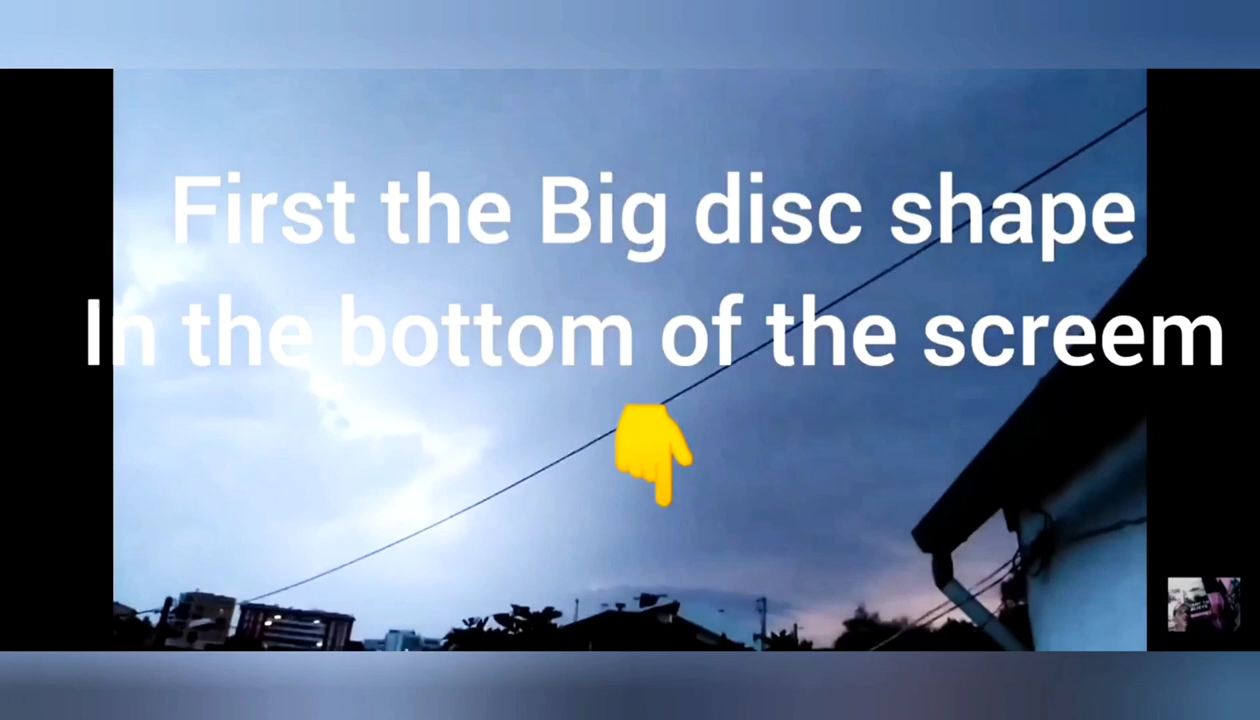 First the Big disc shape
In the bottom of the screem